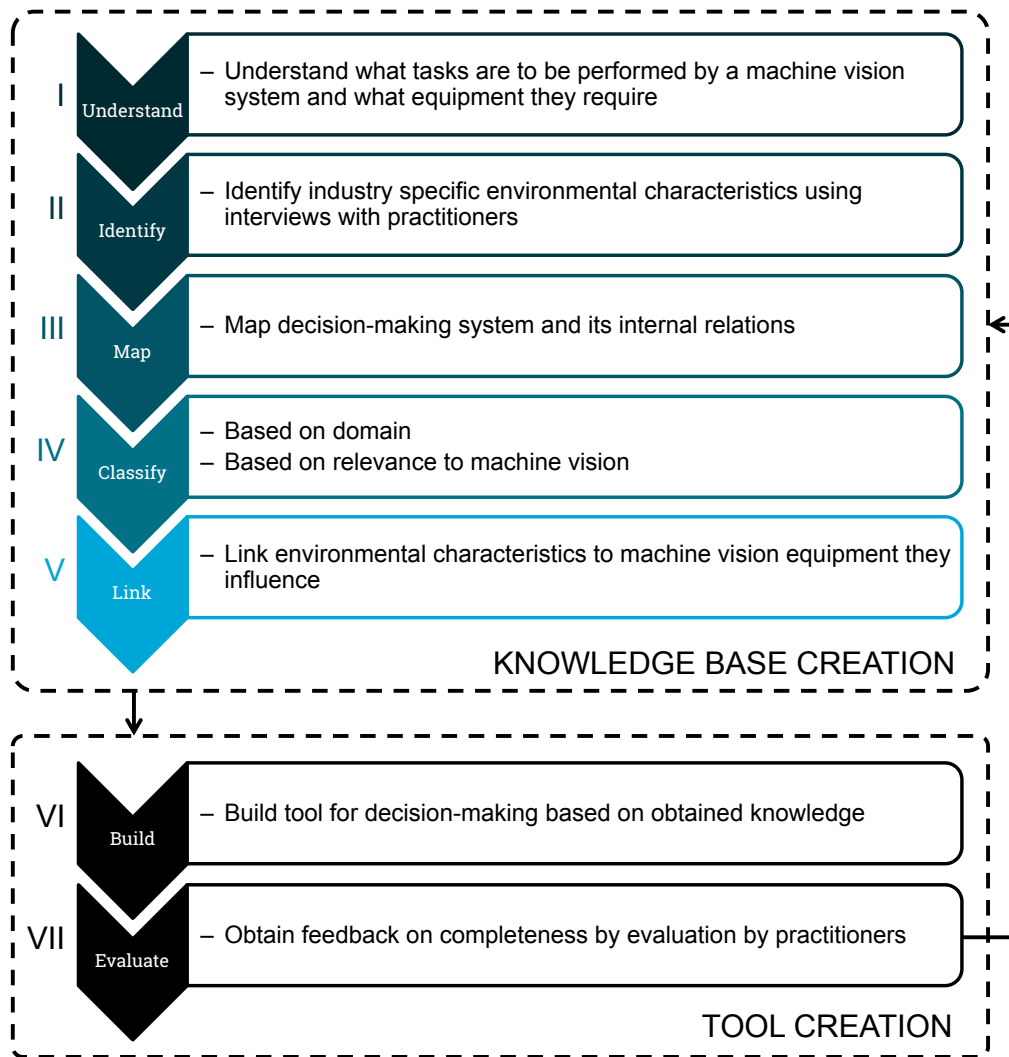 I
Understand
– Understand what tasks are to be performed by a machine vision
system and what equipment they require
II
Identify
– Identify industry specific environmental characteristics using
interviews with practitioners
III
Map
– Map decision-making system and its internal relations
IV
Classify
– Based on domain
– Based on relevance to machine vision
V
Link
– Link environmental characteristics to machine vision equipment they
influence
KNOWLEDGE BASE CREATION
VI
Build
– Build tool for decision-making based on obtained knowledge
VII
Evaluate
– Obtain feedback on completeness by evaluation by practitioners
TOOL CREATION